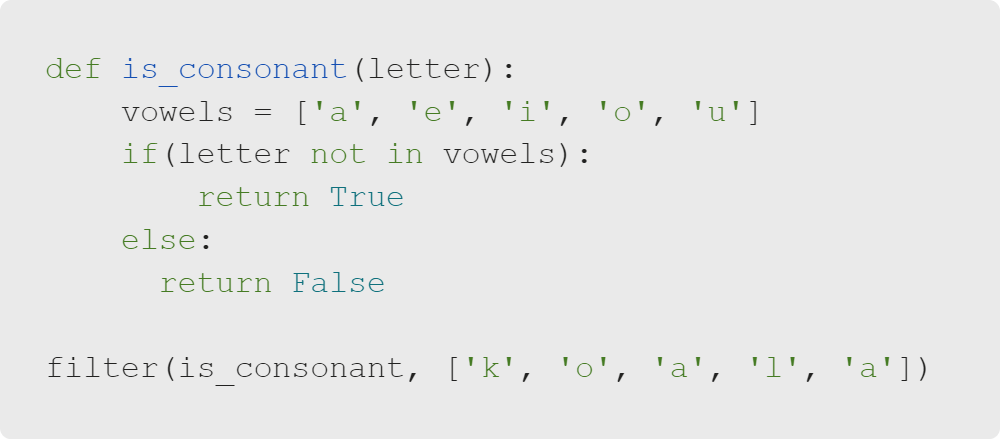 def is_consonant(letter):
    vowels = ['a', 'e', 'i', 'o', 'u']
    if(letter not in vowels):
        return True
    else:
      return False

filter(is_consonant, ['k', 'o', 'a', 'l', 'a'])